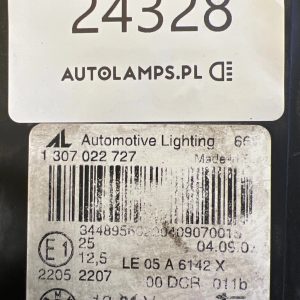 24328
AUTOLAMPS.PL
AL Automotive Lighting
1 307 022 727
Made
04.09.0
E1
25
12,5
LE 05 A 6142 X
2205 2207
00 DCR 011b